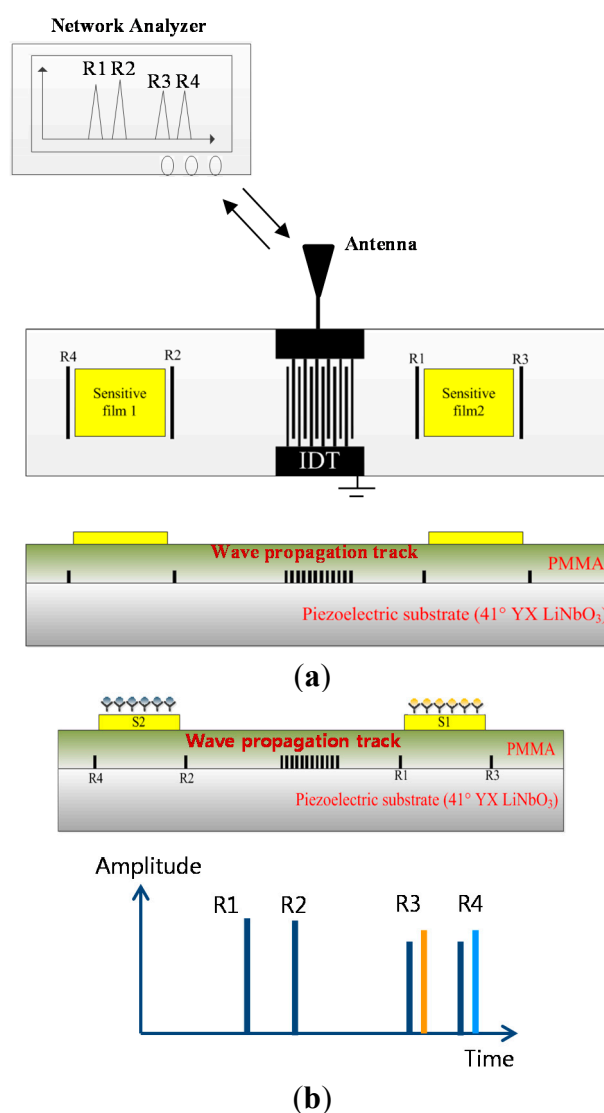 Network Analyzer
R1 R2 R3 R4
Antenna
R4 R2 R1 R3
Sensitive film 1
Sensitive film2
IDT
Wave propagation track
PMMA
Piezoelectric substrate (41° YX LiNbO₃)
(a)
S2 S1
Wave propagation track
PMMA
R4 R2 R1 R3
Piezoelectric substrate (41° YX LiNbO₃)
Amplitude
R1 R2 R3 R4
Time
(b)